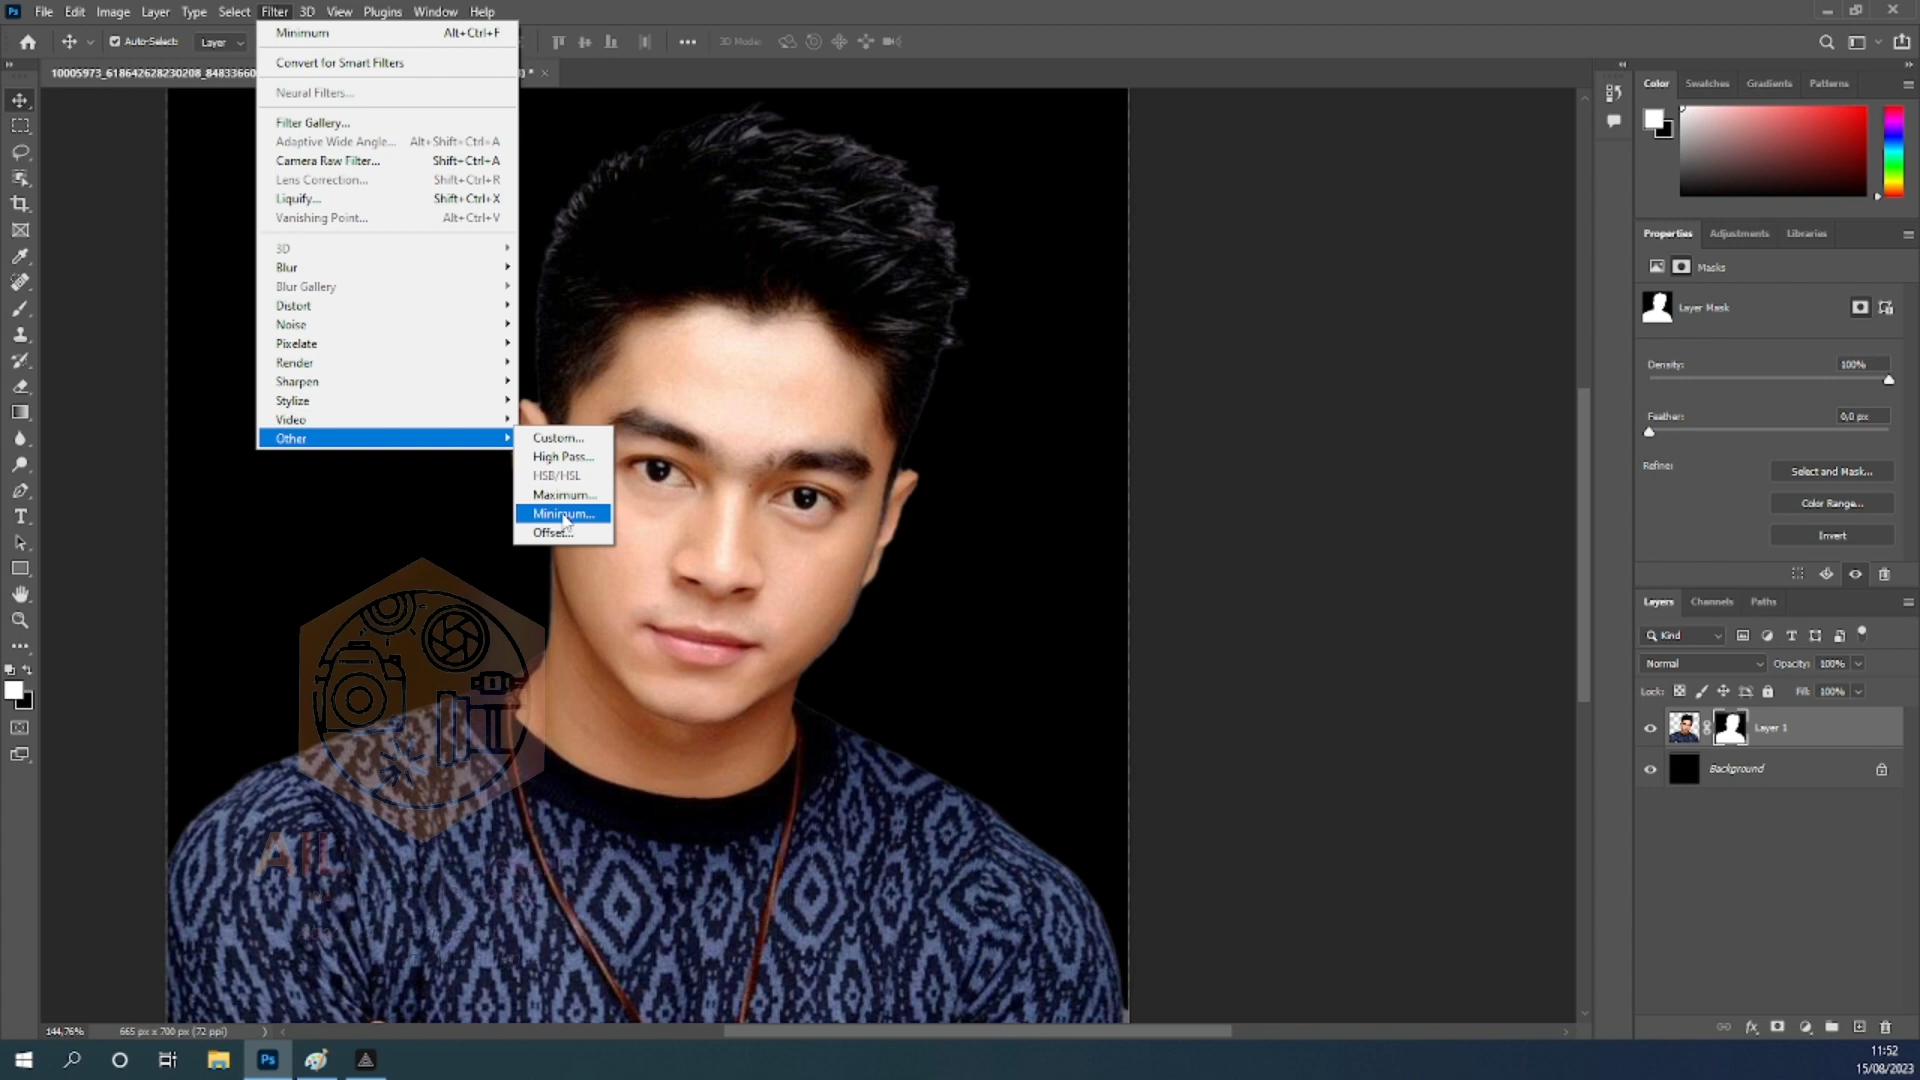 File Edit Image Layer Type Select Filter 3D View Plugins Window Help
Auto-Select: Layer 3D Mode:
10005973_618642628230208_8483366 ) * ×
Minimum Alt+Ctrl+F
Convert for Smart Filters
Neural Filters...
Filter Gallery...
Adaptive Wide Angle... Alt+Shift+Ctrl+A
Camera Raw Filter... Shift+Ctrl+A
Lens Correction... Shift+Ctrl+R
Liquify... Shift+Ctrl+X
Vanishing Point... Alt+Ctrl+V
3D
Blur
Blur Gallery
Distort
Noise
Pixelate
Render
Sharpen
Stylize
Video
Other
Custom...
High Pass...
HSB/HSL
Maximum...
Minimum...
Offset...
Color Swatches Gradients Patterns
Properties Adjustments Libraries
Masks
Layer Mask
Density: 100%
Feather: 0,0 px
Refine: Select and Mask...
Color Range...
Invert
Layers Channels Paths
Kind
Normal Opacity: 100%
Lock: Fill: 100%
Layer 1
Background
144,76% 665 px x 700 px (72 ppi)
Ps
11:52
15/08/2023